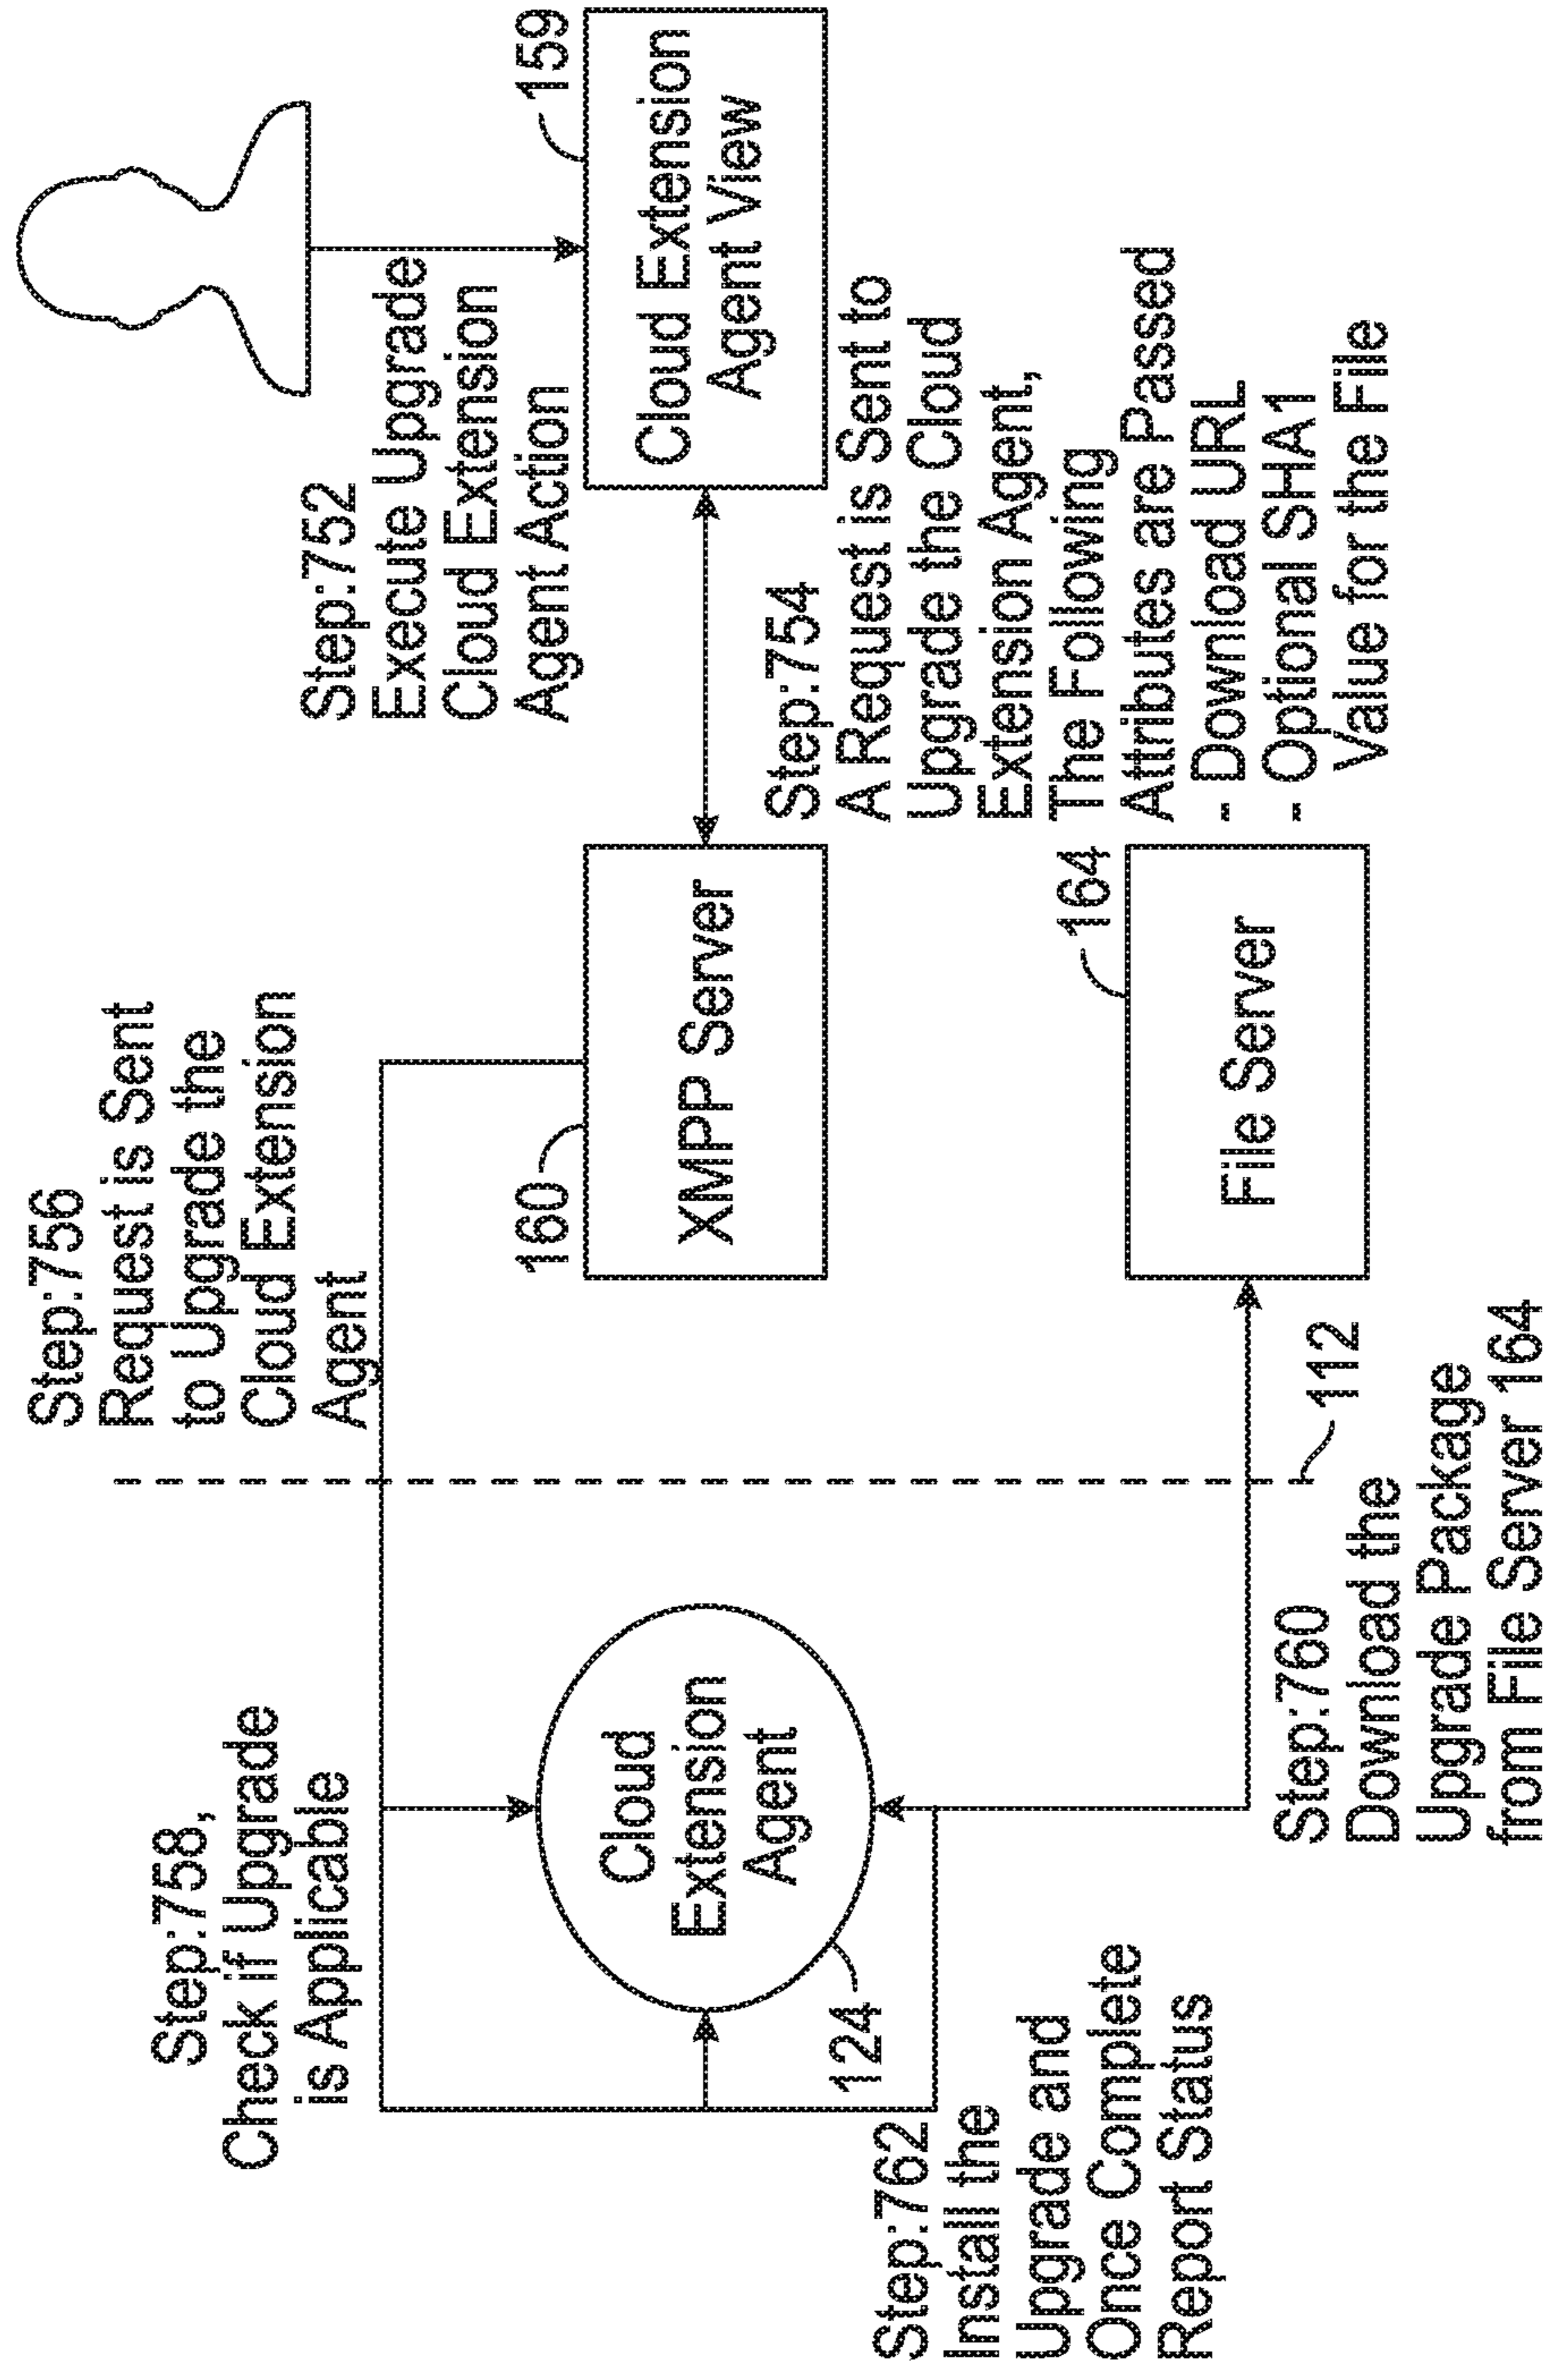 Step:752
Execute Upgrade
Cloud Extension
Agent Action
159
Cloud Extension
Agent View
Step:754
A Request is Sent to
Upgrade the Cloud
Extension Agent,
The Following
Attributes are Passed
- Download URL
- Optional SHA1
Value for the File
Step:756
Request is Sent
to Upgrade the
Cloud Extension
Agent
160
XMPP Server
164
File Server
112
Step:758,
Check if Upgrade
is Applicable
Cloud
Extension
Agent
124
Step:760
Download the
Upgrade Package
from File Server 164
Step:762
Install the
Upgrade and
Once Complete
Report Status